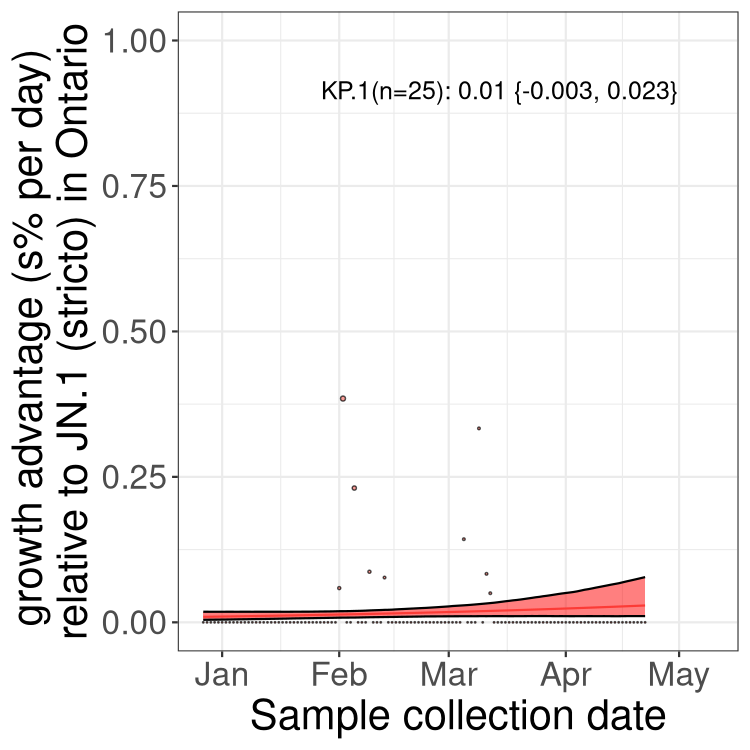 growth advantage (s% per day)
relative to JN.1 (stricto) in Ontario
1.00
0.75
0.50
0.25
0.00
KP.1(n=25): 0.01 {-0.003, 0.023}
Jan Feb Mar Apr May
Sample collection date